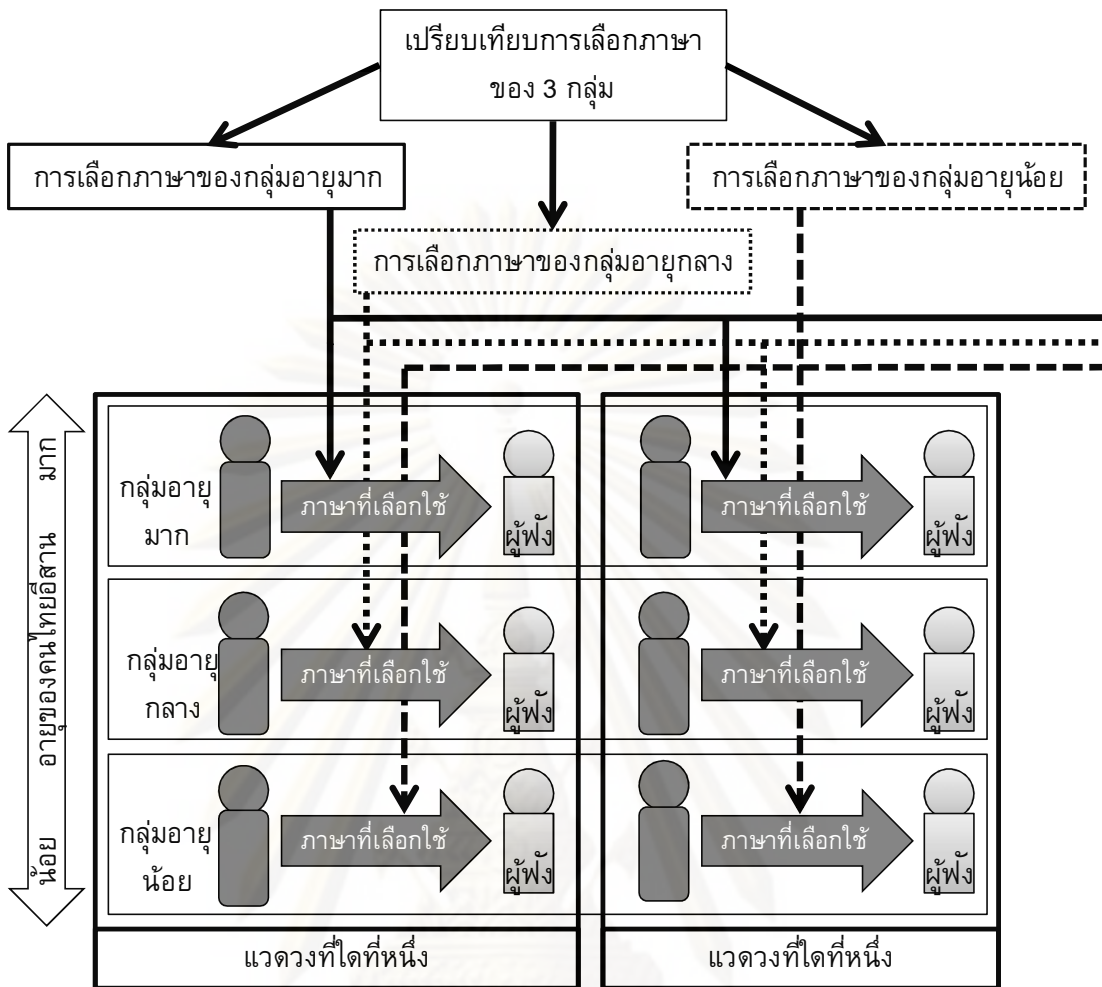 เปรียบเทียบการเลือกภาษา
ของ 3 กลุ่ม
การเลือกภาษาของกลุ่มอายุมาก
การเลือกภาษาของกลุ่มอายุน้อย
การเลือกภาษาของกลุ่มอายุกลาง
น้อย อายุของคนไทยอีสาน มาก
กลุ่มอายุ
มาก
ภาษาที่เลือกใช้
ผู้ฟัง
ภาษาที่เลือกใช้
ผู้ฟัง
กลุ่มอายุ
กลาง
ภาษาที่เลือกใช้
ผู้ฟัง
ภาษาที่เลือกใช้
ผู้ฟัง
กลุ่มอายุ
น้อย
ภาษาที่เลือกใช้
ผู้ฟัง
ภาษาที่เลือกใช้
ผู้ฟัง
แวดวงที่ใดที่หนึ่ง
แวดวงที่ใดที่หนึ่ง